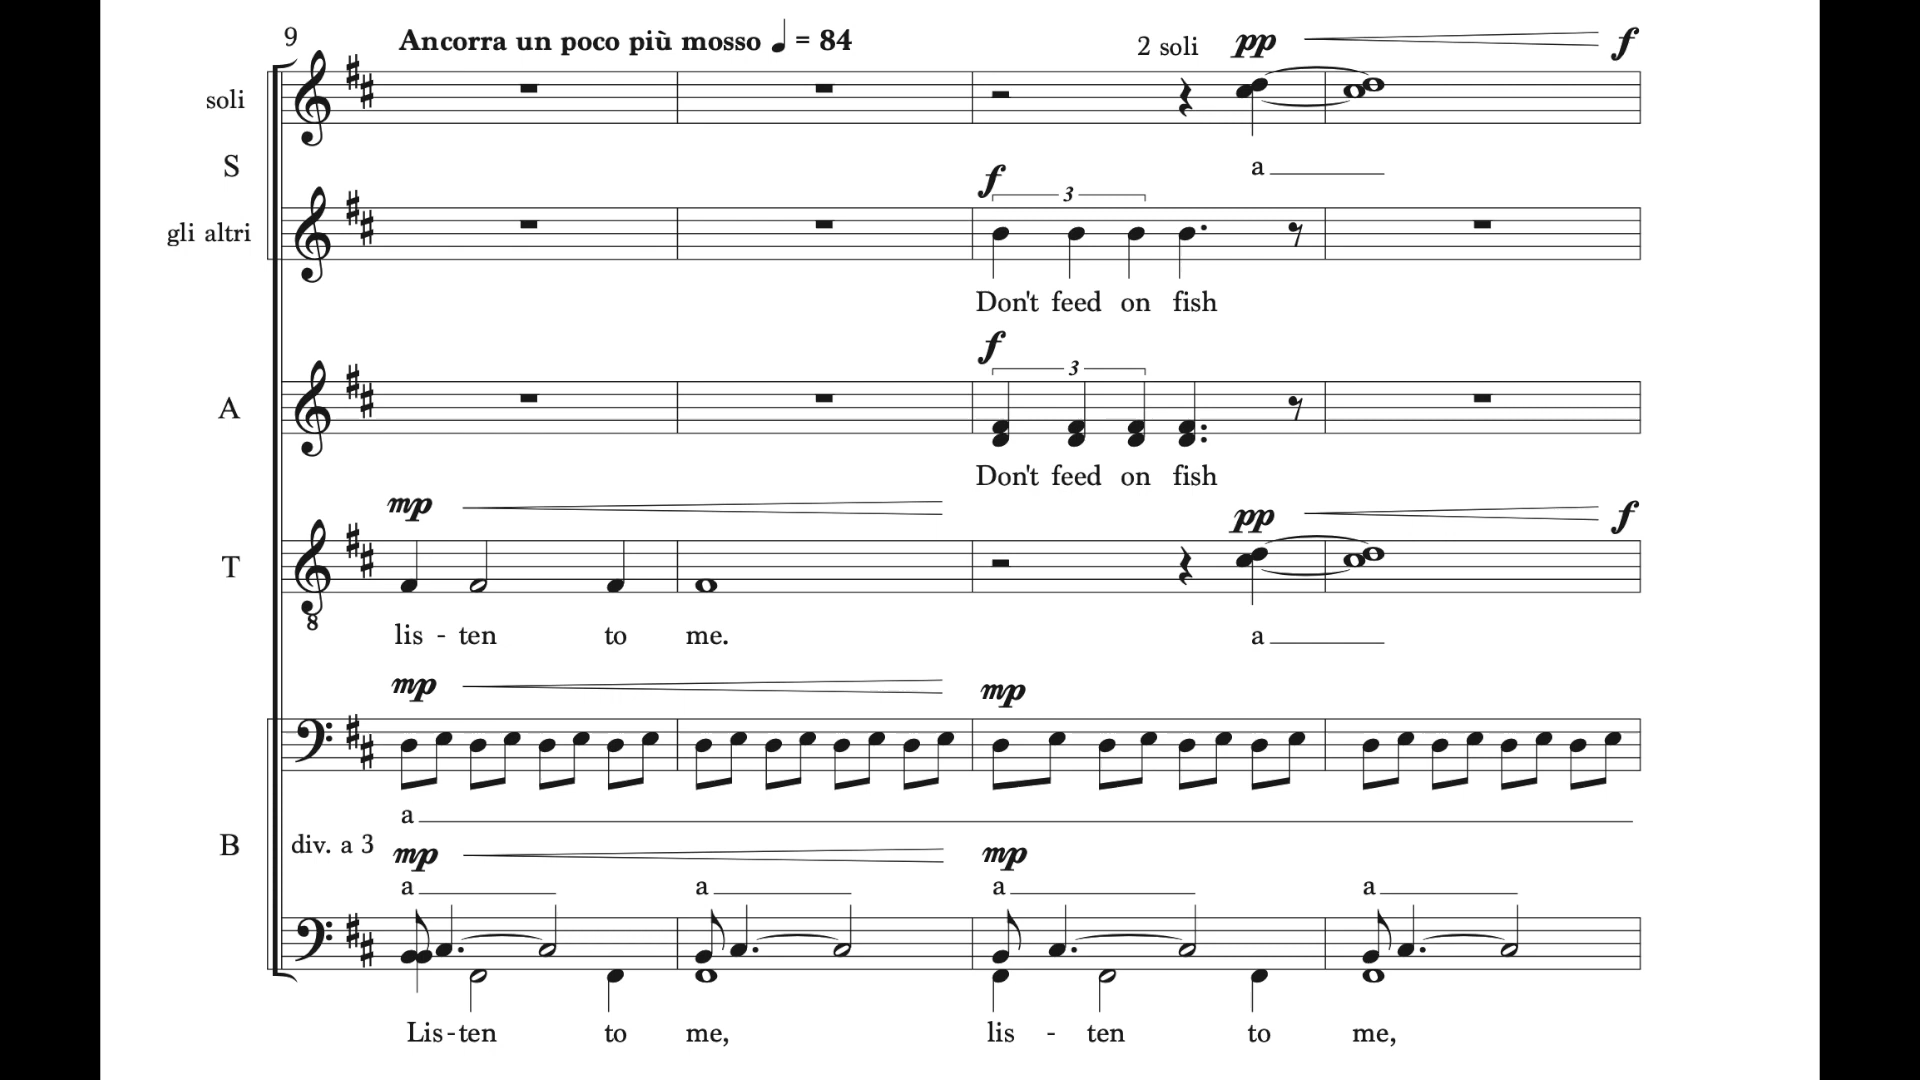 9
Ancorra un poco più mosso ♩ = 84
2 soli pp f
soli
a
S
f
3
gli altri
Don't feed on fish
f
3
A
Don't feed on fish
mp pp f
T
8
lis - ten to me. a
mp mp
a
B div. a 3 mp mp
a a a a
Lis - ten to me, lis - ten to me,